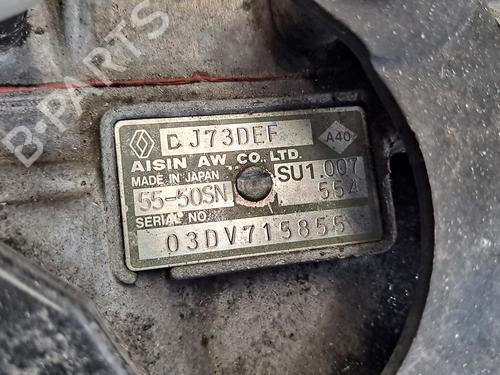 B-PARTS
DJ73DEF
A40
AISIN AW CO., LTD.
MADE IN JAPAN
SU1.007
55-50SN
554
SERIAL NO.
03DV715855